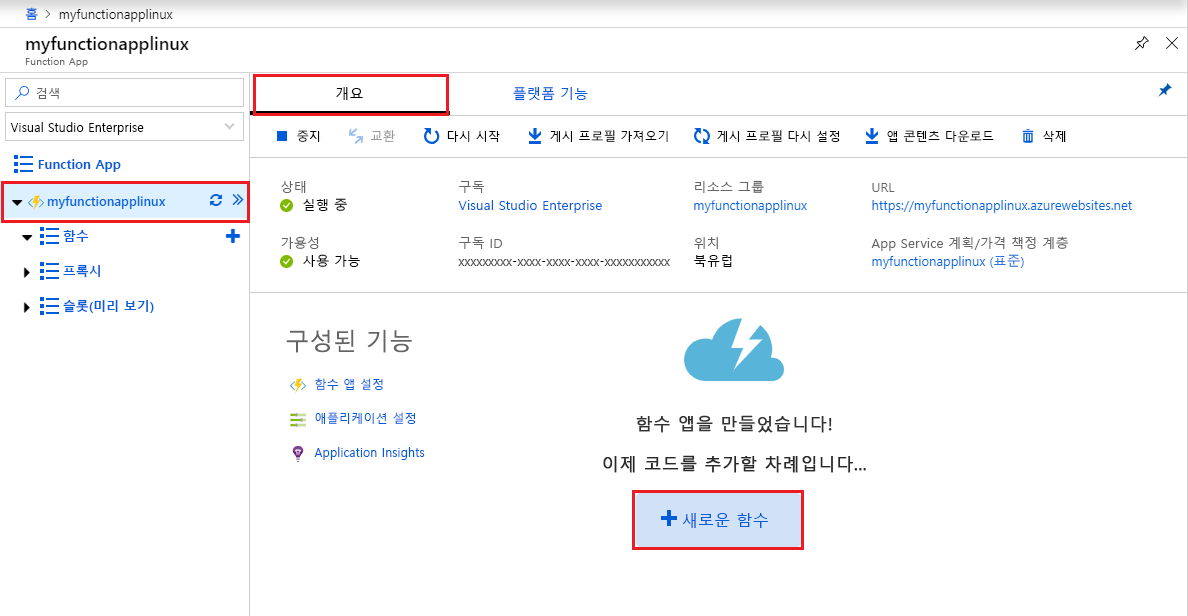 홈 > myfunctionapplinux
myfunctionapplinux
Function App
검색
Visual Studio Enterprise
Function App
myfunctionapplinux
함수
프록시
슬롯(미리 보기)
개요 플랫폼 기능
중지 교환 다시 시작 게시 프로필 가져오기 게시 프로필 다시 설정 앱 콘텐츠 다운로드 삭제
상태 구독 리소스 그룹 URL
실행 중 Visual Studio Enterprise myfunctionapplinux https://myfunctionapplinux.azurewebsites.net
가용성 구독 ID 위치 App Service 계획/가격 책정 계층
사용 가능 xxxxxxxxx-xxxx-xxxx-xxxx-xxxxxxxxxxx 북유럽 myfunctionapplinux (표준)
구성된 기능
함수 앱 설정
애플리케이션 설정
Application Insights
함수 앱을 만들었습니다!
이제 코드를 추가할 차례입니다...
새로운 함수